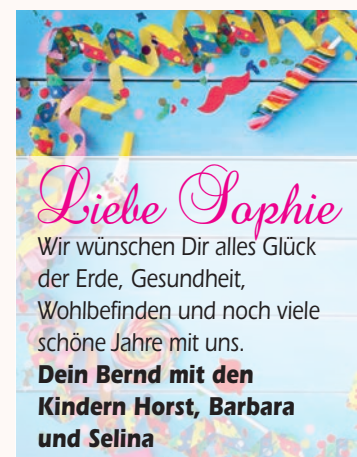 Liebe Sophie
Wir wünschen Dir alles Glück
der Erde, Gesundheit,
Wohlbefinden und noch viele
schöne Jahre mit uns.
Dein Bernd mit den
Kindern Horst, Barbara
und Selina